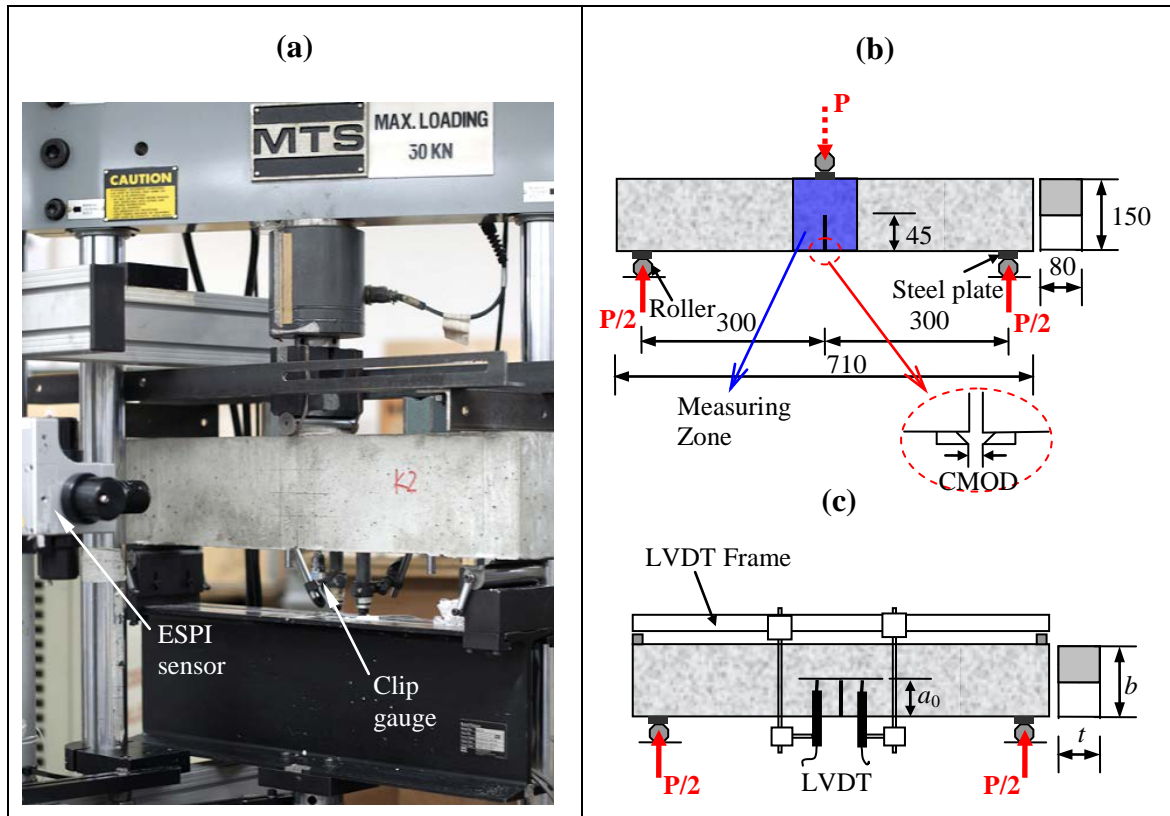 (a)
MTS
MAX. LOADING
30 KN
CAUTION
K2
ESPI
sensor
Clip
gauge
(b)
P
45
150
80
Roller
Steel plate
P/2
300
300
P/2
710
Measuring
Zone
CMOD
(c)
LVDT Frame
a0
b
t
LVDT
P/2
P/2